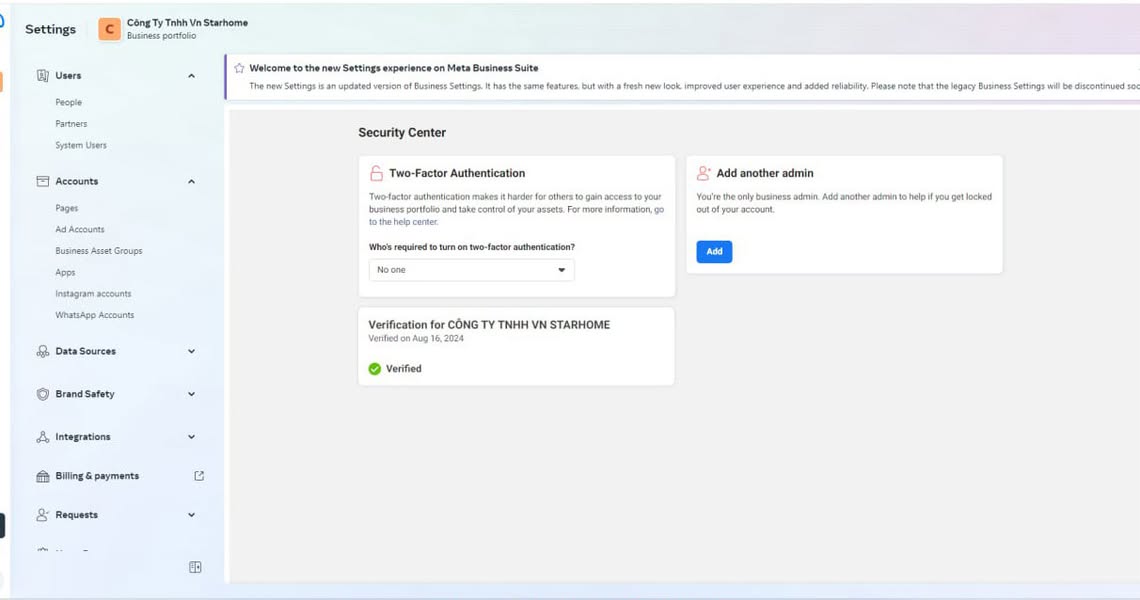 Settings
C
Công Ty Tnhh Vn Starhome
Business portfolio
Users
People
Partners
System Users
Accounts
Pages
Ad Accounts
Business Asset Groups
Apps
Instagram accounts
WhatsApp Accounts
Data Sources
Brand Safety
Integrations
Billing & payments
Requests
Welcome to the new Settings experience on Meta Business Suite
The new Settings is an updated version of Business Settings. It has the same features, but with a fresh new look, improved user experience and added reliability. Please note that the legacy Business Settings will be discontinued
Security Center
Two-Factor Authentication
Two-factor authentication makes it harder for others to gain access to your
business portfolio and take control of your assets. For more information, go
to the help center.
Who's required to turn on two-factor authentication?
No one
Add another admin
You're the only business admin. Add another admin to help if you get locked
out of your account.
Add
Verification for CÔNG TY TNHH VN STARHOME
Verified on Aug 16, 2024
Verified